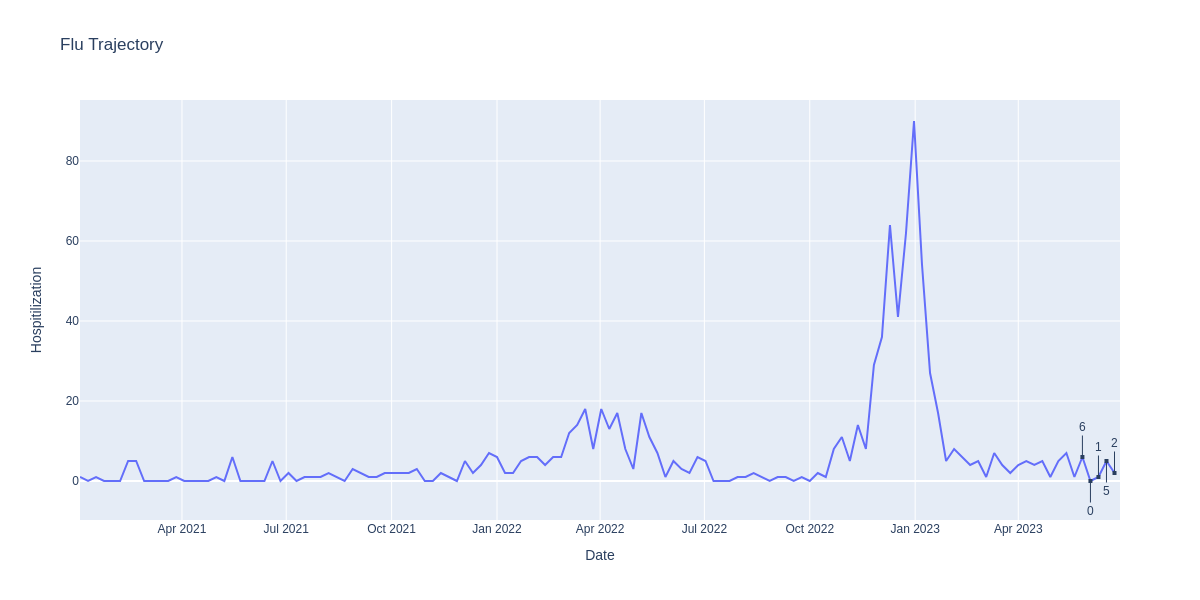 Flu Trajectory
Hospitilization
80
60
40
20
0
6
1
2
5
0
Apr 2021
Jul 2021
Oct 2021
Jan 2022
Apr 2022
Jul 2022
Oct 2022
Jan 2023
Apr 2023
Date